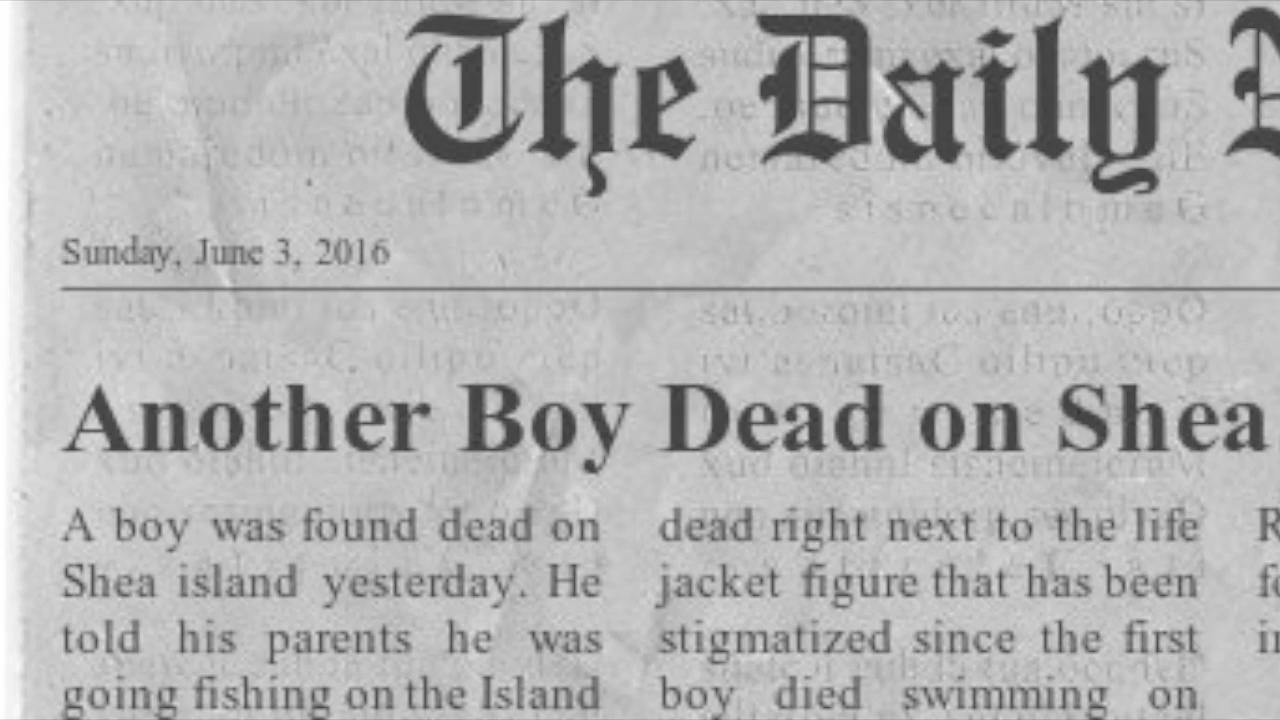 The Daily
Sunday, June 3, 2016
Another Boy Dead on Shea
A boy was found dead on
Shea island yesterday. He
told his parents he was
going fishing on the Island
dead right next to the life
jacket figure that has been
stigmatized since the first
boy died swimming on